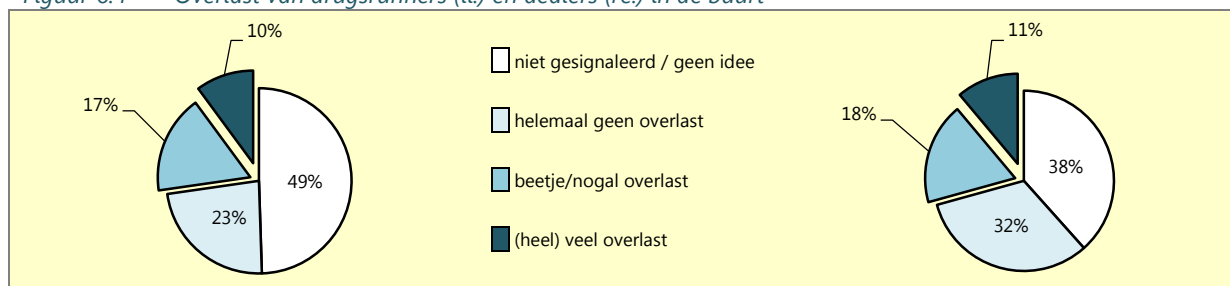 10%
17%
49%
23%
niet gesignaleerd / geen idee
helemaal geen overlast
beetje/nogal overlast
(heel) veel overlast
11%
18%
38%
32%